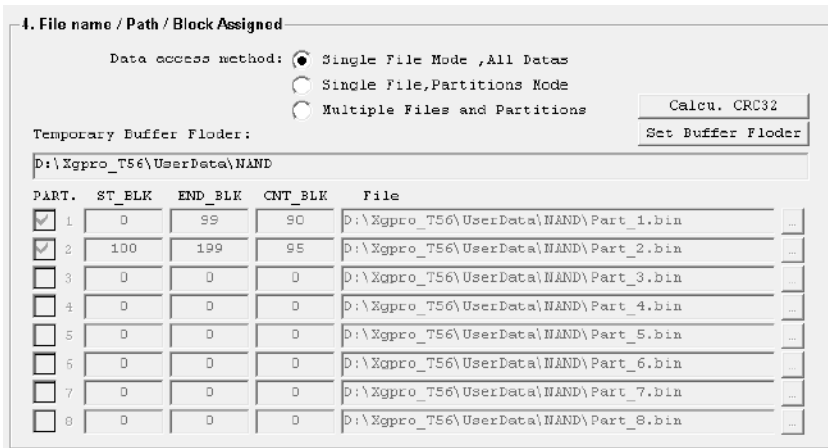 4. File name / Path / Block Assigned
Data access method: Single File Mode ,All Datas
Single File,Partitions Mode
Multiple Files and Partitions
Calcu. CRC32
Temporary Buffer Floder:
Set Buffer Floder
D:\Xgpro_T56\UserData\NAND
PART. ST_BLK END_BLK CNT_BLK File
1 0 99 90 D:\Xgpro_T56\UserData\NAND\Part_1.bin ...
2 100 199 95 D:\Xgpro_T56\UserData\NAND\Part_2.bin ...
3 0 0 0 D:\Xgpro_T56\UserData\NAND\Part_3.bin ...
4 0 0 0 D:\Xgpro_T56\UserData\NAND\Part_4.bin ...
5 0 0 0 D:\Xgpro_T56\UserData\NAND\Part_5.bin ...
6 0 0 0 D:\Xgpro_T56\UserData\NAND\Part_6.bin ...
7 0 0 0 D:\Xgpro_T56\UserData\NAND\Part_7.bin ...
8 0 0 0 D:\Xgpro_T56\UserData\NAND\Part_8.bin ...